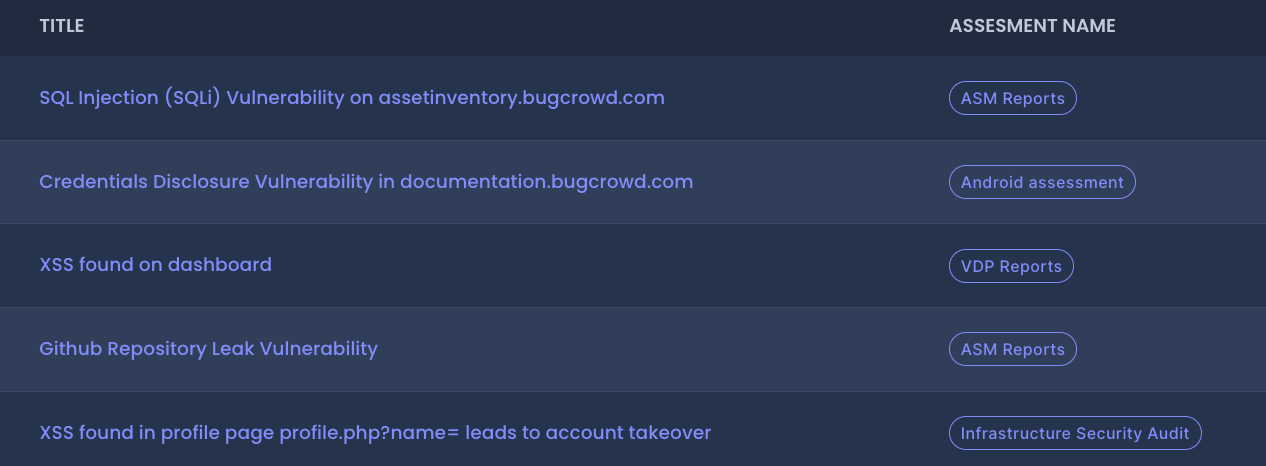 TITLE ASSESMENT NAME
SQL Injection (SQLi) Vulnerability on assetinventory.bugcrowd.com ASM Reports
Credentials Disclosure Vulnerability in documentation.bugcrowd.com Android assessment
XSS found on dashboard VDP Reports
Github Repository Leak Vulnerability ASM Reports
XSS found in profile page profile.php?name= leads to account takeover Infrastructure Security Audit